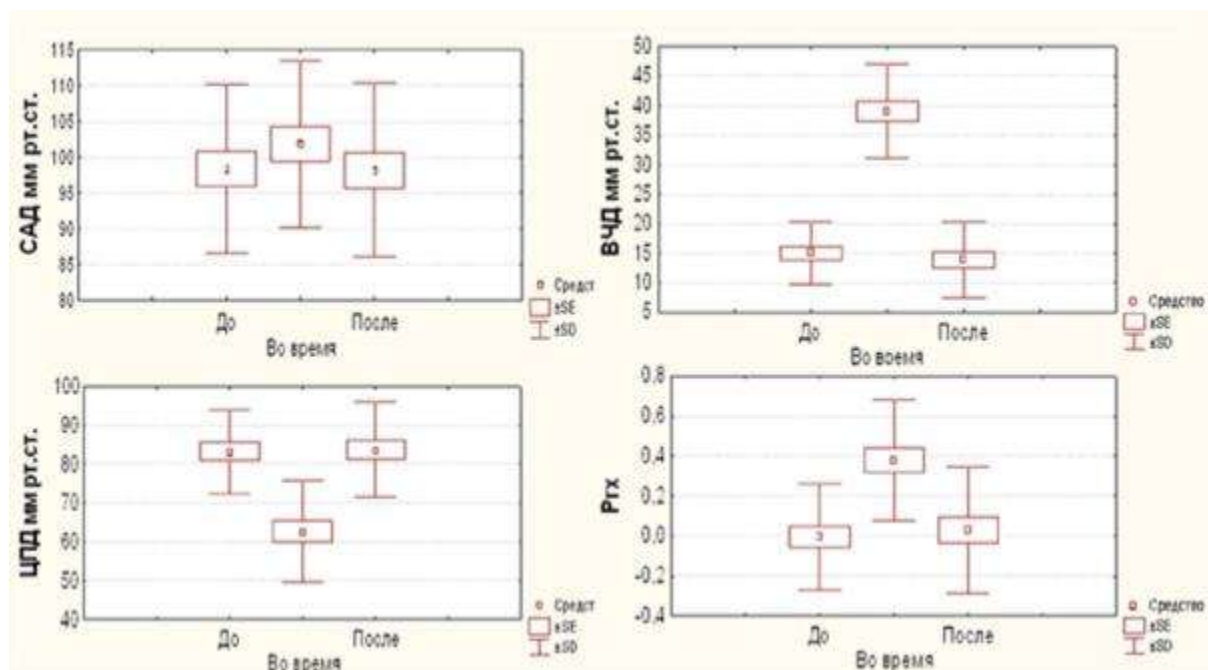 САД мм рт.ст.
115
110
105
100
95
90
85
80
До
После
Во время
Средст
±SE
±SD
ВЧД мм рт.ст.
50
45
40
35
30
25
20
15
10
5
До
После
Во время
Средство
±SE
±SD
ЦПД мм рт.ст.
100
90
80
70
60
50
40
До
После
Во время
Средст
±SE
±SD
Prx
0.8
0.6
0.4
0.2
0.0
-0.2
-0.4
До
После
Во время
Средство
±SE
±SD